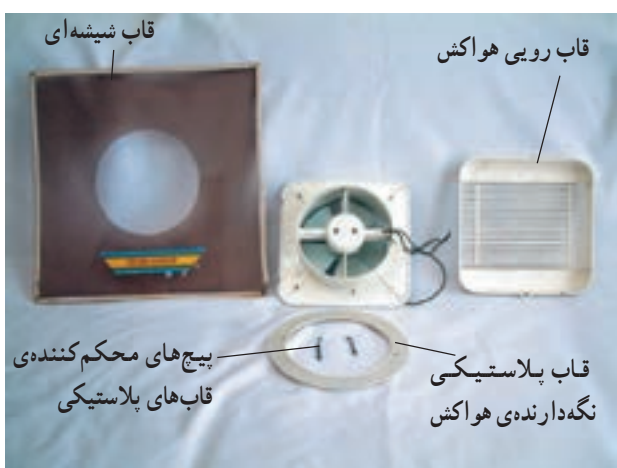 قاب شیشه‌ای
قاب رویی هواکش
پیچ‌های محکم‌کننده‌ی
قاب‌های پلاستیکی
قاب پلاستیکی
نگه‌دارنده‌ی هواکش